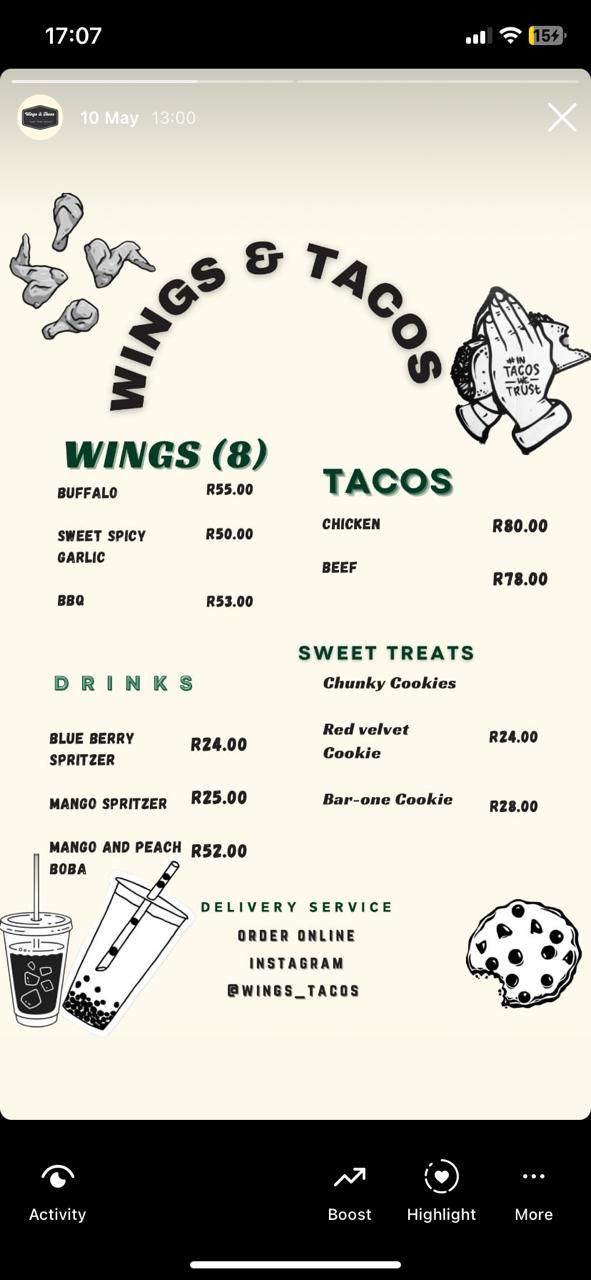 17:07
15
Wings & Tacos
10 May 13:00
WINGS & TACOS
#IN
TACOS
WE
TRUST
WINGS (8)
BUFFALO R55.00
SWEET SPICY R50.00
GARLIC
BBQ R53.00
TACOS
CHICKEN R80.00
BEEF R78.00
DRINKS
BLUE BERRY R24.00
SPRITZER
MANGO SPRITZER R25.00
MANGO AND PEACH R52.00
BOBA
SWEET TREATS
Chunky Cookies
Red velvet R24.00
Cookie
Bar-one Cookie R28.00
DELIVERY SERVICE
ORDER ONLINE
INSTAGRAM
@WINGS_TACOS
Activity Boost Highlight More